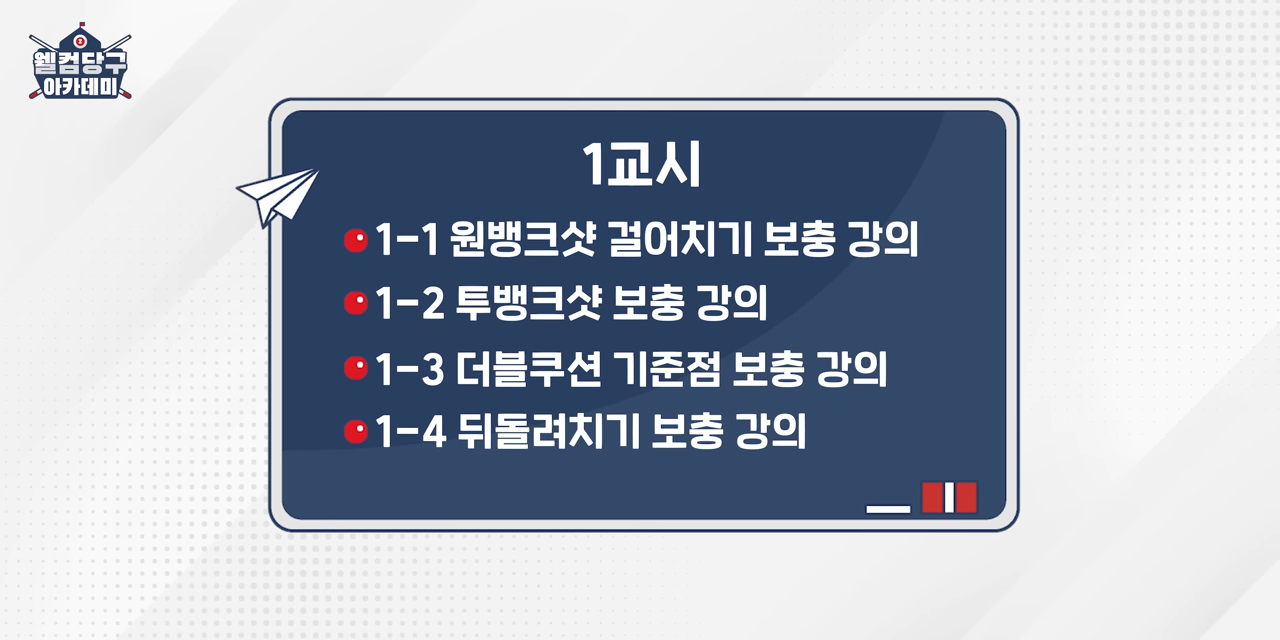 웰컴당구
아카데미
1교시
1-1 원뱅크샷 걸어치기 보충 강의
1-2 투뱅크샷 보충 강의
1-3 더블쿠션 기준점 보충 강의
1-4 뒤돌려치기 보충 강의